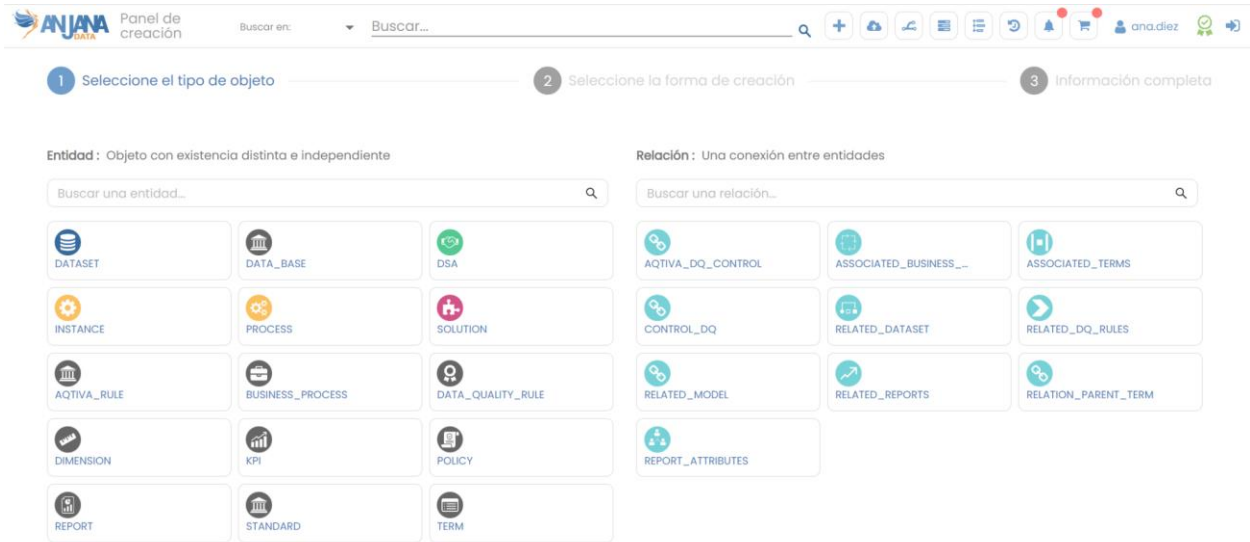 ANJANA
DATA
Panel de
creación
Buscar en:
Buscar...
ana.diez
1 Seleccione el tipo de objeto
2 Seleccione la forma de creación
3 Información completa
Entidad : Objeto con existencia distinta e independiente
Relación : Una conexión entre entidades
Buscar una entidad...
Buscar una relación...
DATASET
DATA_BASE
DSA
AQTIVA_DQ_CONTROL
ASSOCIATED_BUSINESS_...
ASSOCIATED_TERMS
INSTANCE
PROCESS
SOLUTION
CONTROL_DQ
RELATED_DATASET
RELATED_DQ_RULES
AQTIVA_RULE
BUSINESS_PROCESS
DATA_QUALITY_RULE
RELATED_MODEL
RELATED_REPORTS
RELATION_PARENT_TERM
DIMENSION
KPI
POLICY
REPORT_ATTRIBUTES
REPORT
STANDARD
TERM